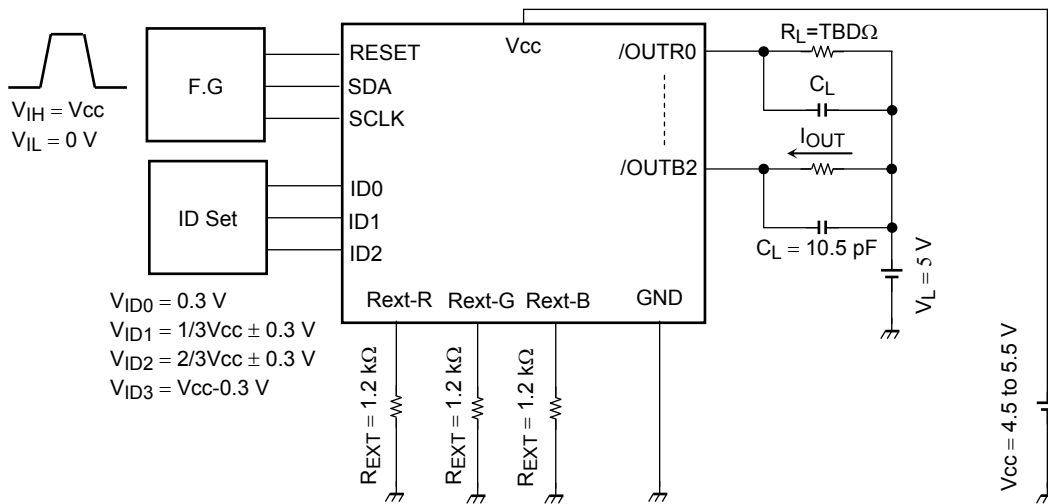 V_IH = Vcc
V_IL = 0 V
F.G
RESET
SDA
SCLK
Vcc
/OUTR0
R_L=TBDΩ
C_L
I_OUT
/OUTB2
C_L = 10.5 pF
V_L = 5 V
ID Set
ID0
ID1
ID2
Rext-R
Rext-G
Rext-B
GND
V_ID0 = 0.3 V
V_ID1 = 1/3Vcc ± 0.3 V
V_ID2 = 2/3Vcc ± 0.3 V
V_ID3 = Vcc-0.3 V
R_EXT = 1.2 kΩ
R_EXT = 1.2 kΩ
R_EXT = 1.2 kΩ
Vcc = 4.5 to 5.5 V